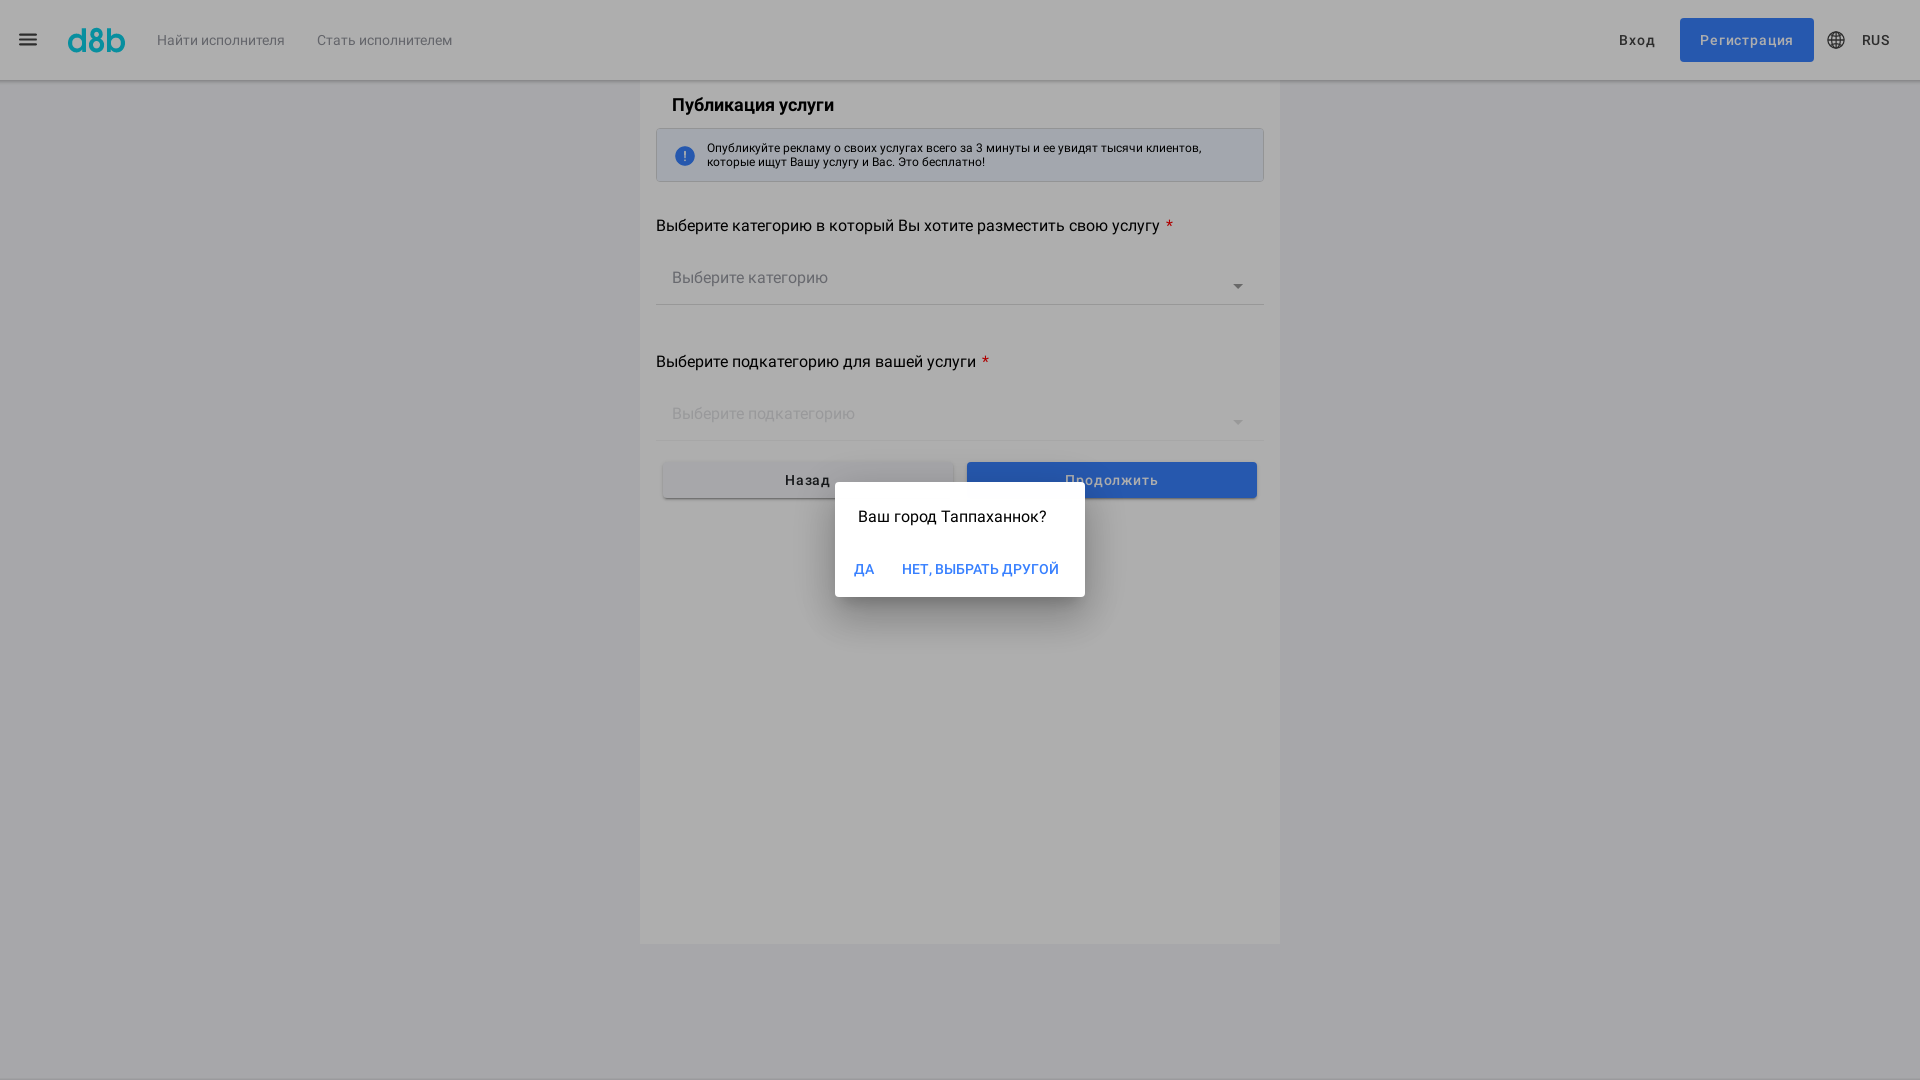 d8b
Найти исполнителя
Стать исполнителем
Вход
Регистрация
RUS
Публикация услуги
Опубликуйте рекламу о своих услугах всего за 3 минуты и ее увидят тысячи клиентов,
которые ищут Вашу услугу и Вас. Это бесплатно!
Выберите категорию в который Вы хотите разместить свою услугу *
Выберите категорию
Выберите подкатегорию для вашей услуги *
Выберите подкатегорию
Назад
Продолжить
Ваш город Таппаханнок?
ДА
НЕТ, ВЫБРАТЬ ДРУГОЙ